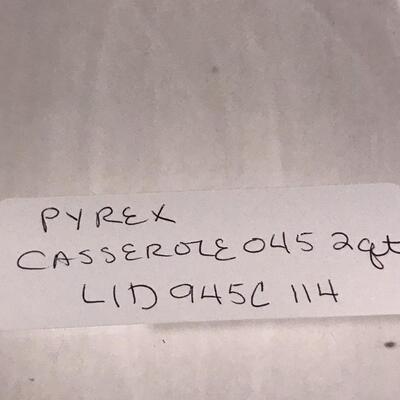 PYREX
CASSEROLE 045 2qt
LID 945C 114